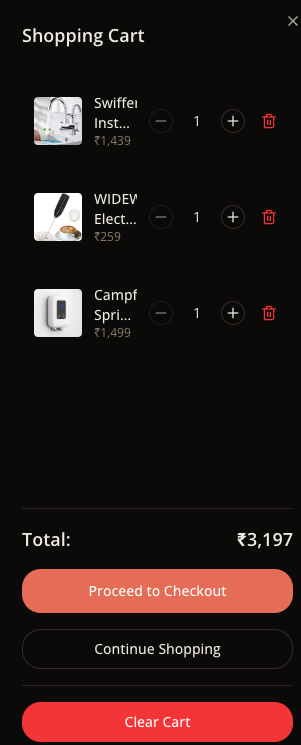 Shopping Cart
Swiffer
Inst...
₹1,439
1
WIDEW
Elect...
₹259
1
Campf
Spri...
₹1,499
1
Total:
₹3,197
Proceed to Checkout
Continue Shopping
Clear Cart